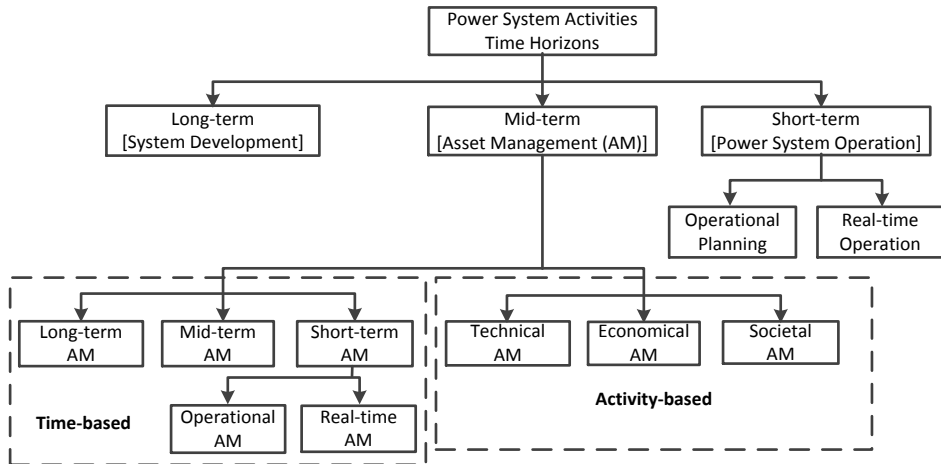 Power System Activities
Time Horizons
Long-term
[System Development]
Mid-term
[Asset Management (AM)]
Short-term
[Power System Operation]
Operational
Planning
Real-time
Operation
Long-term
AM
Mid-term
AM
Short-term
AM
Technical
AM
Economical
AM
Societal
AM
Time-based
Operational
AM
Real-time
AM
Activity-based